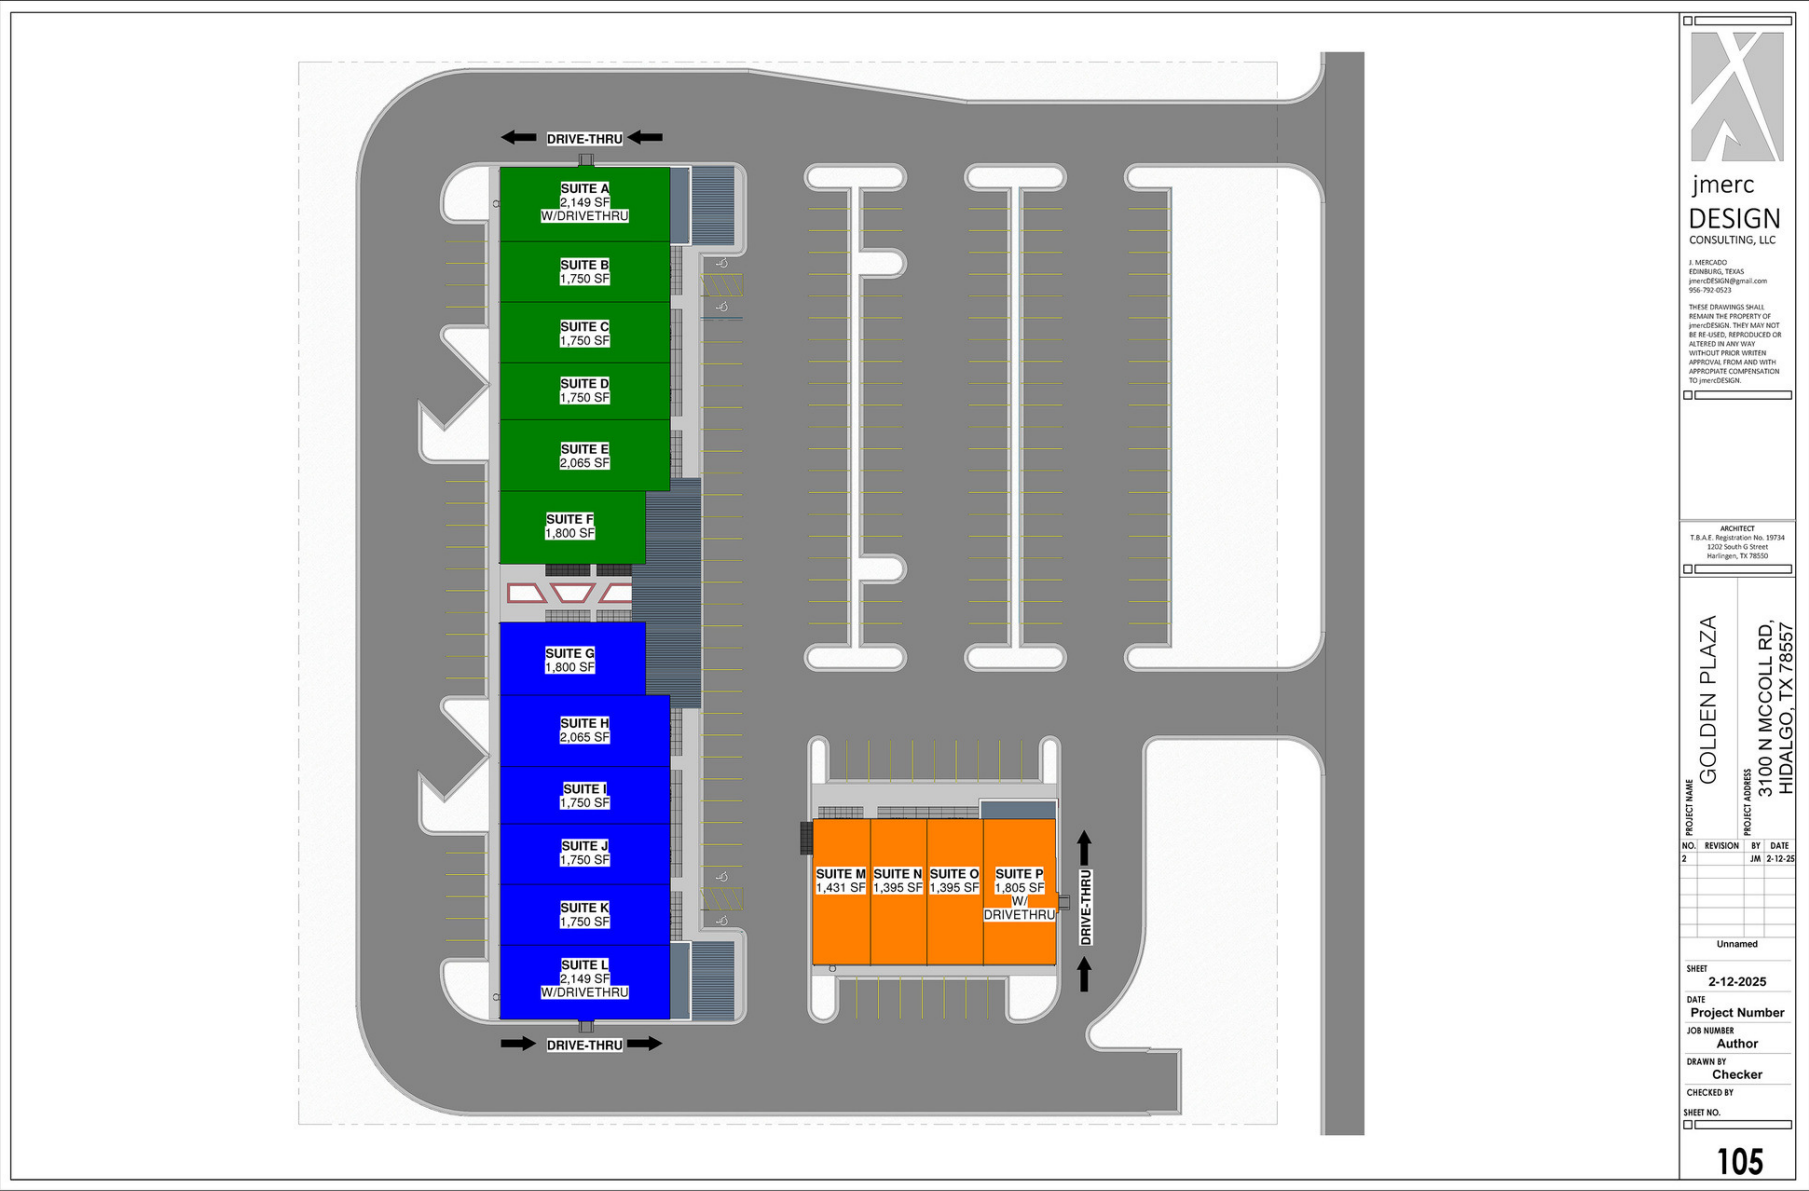 DRIVE-THRU
SUITE A
2,149 SF
W/DRIVETHRU
SUITE B
1,750 SF
SUITE C
1,750 SF
SUITE D
1,750 SF
SUITE E
2,065 SF
SUITE F
1,800 SF
SUITE G
1,800 SF
SUITE H
2,065 SF
SUITE I
1,750 SF
SUITE J
1,750 SF
SUITE K
1,750 SF
SUITE L
2,149 SF
W/DRIVETHRU
DRIVE-THRU
SUITE M
1,431 SF
SUITE N
1,395 SF
SUITE O
1,395 SF
SUITE P
1,805 SF
W/
DRIVETHRU
DRIVE-THRU
jmerc
DESIGN
CONSULTING, LLC
J. MERCADO
EDINBURG, TEXAS
jmercDESIGN@gmail.com
956-792-0523
THESE DRAWINGS SHALL
REMAIN THE PROPERTY OF
jmercDESIGN. THEY MAY NOT
BE RE-USED, REPRODUCED OR
ALTERED IN ANY WAY
WITHOUT PRIOR WRITEN
APPROVAL FROM AND WITH
APPROPIATE COMPENSATION
TO jmercDESIGN.
ARCHITECT
T.B.A.E. Registration No. 19734
1202 South G Street
Harlingen, TX 78550
PROJECT NAME
GOLDEN PLAZA
PROJECT ADDRESS
3100 N MCCOLL RD,
HIDALGO, TX 78557
NO. REVISION BY DATE
2 JM 2-12-25
Unnamed
SHEET
2-12-2025
DATE
Project Number
JOB NUMBER
Author
DRAWN BY
Checker
CHECKED BY
SHEET NO.
105